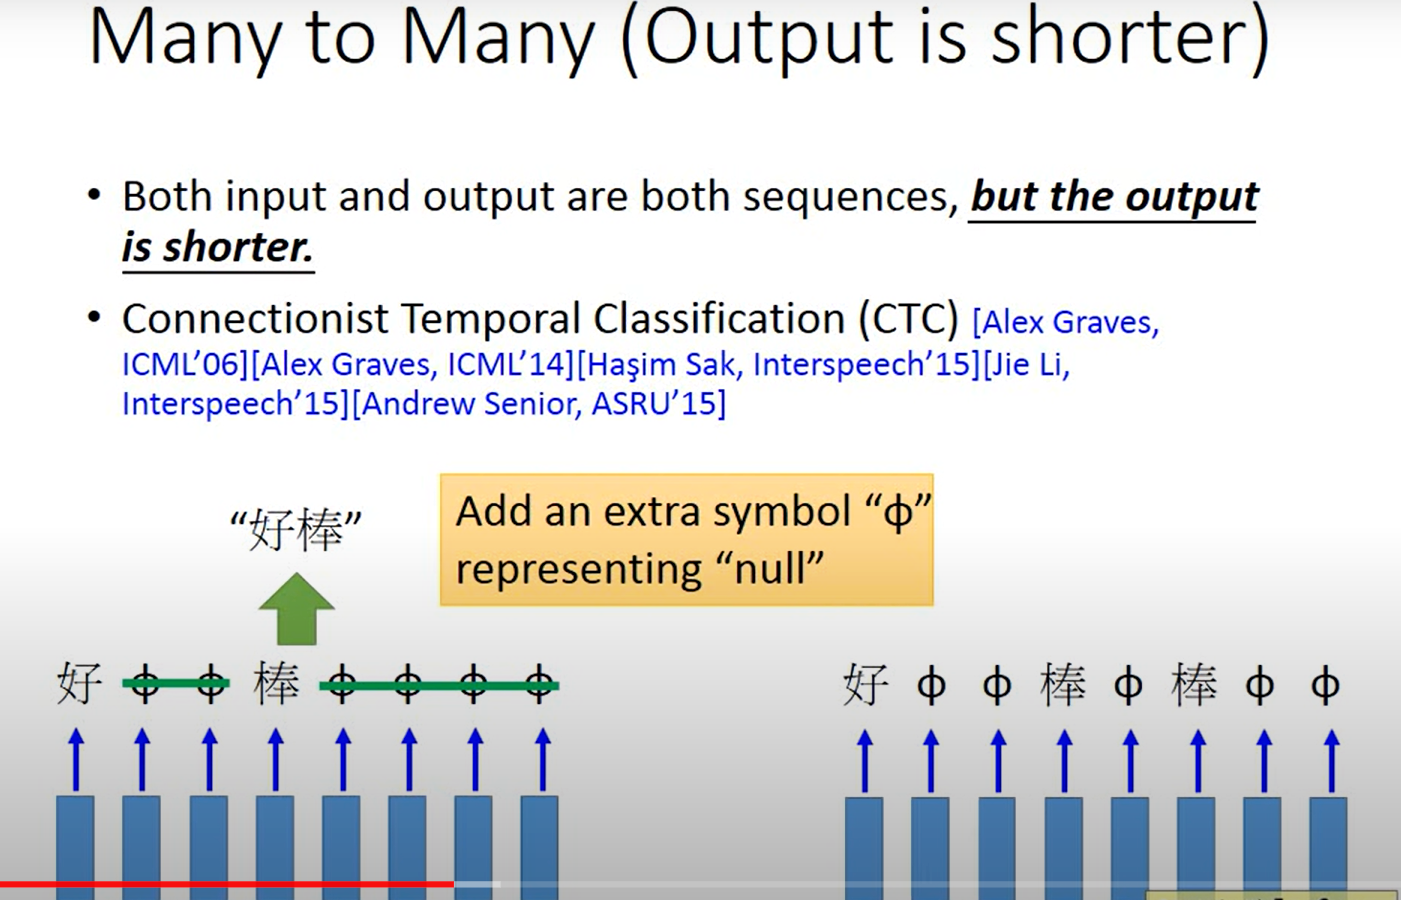 Many to Many (Output is shorter)
• Both input and output are both sequences, but the output
is shorter.
• Connectionist Temporal Classification (CTC) [Alex Graves,
ICML’06][Alex Graves, ICML’14][Haşim Sak, Interspeech’15][Jie Li,
Interspeech’15][Andrew Senior, ASRU’15]
“好棒”
Add an extra symbol “ϕ”
representing “null”
好 ϕ ϕ 棒 ϕ ϕ ϕ ϕ
好 ϕ ϕ 棒 ϕ 棒 ϕ ϕ